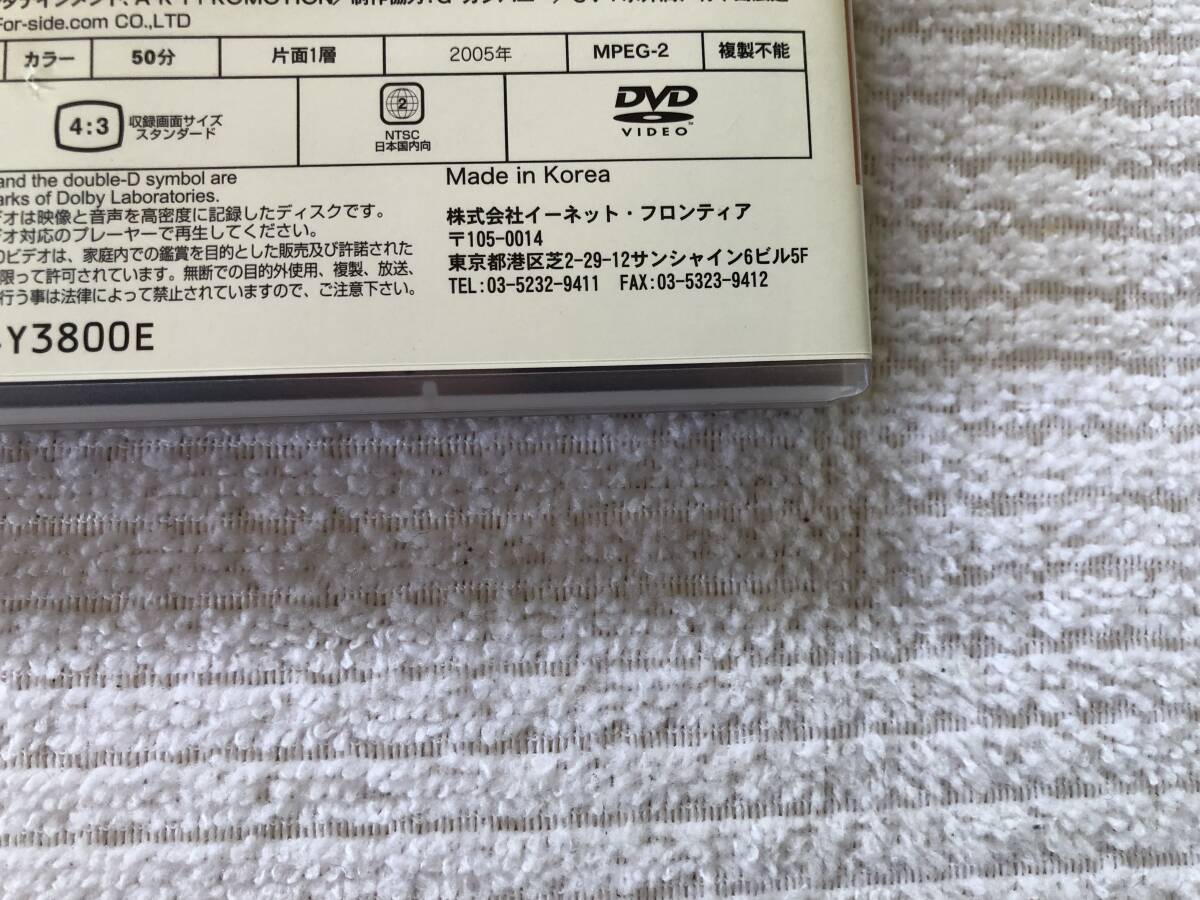 For-side.com CO.,LTD
カラー 50分 片面1層 2005年 MPEG-2 複製不能
4:3 収録画面サイズ スタンダード
2
NTSC
日本国内向
DVD
VIDEO
and the double-D symbol are
arks of Dolby Laboratories.
デオは映像と音声を高密度に記録したディスクです。
デオ対応のプレーヤーで再生してください。
のビデオは、家庭内での鑑賞を目的とした販売及び許諾された
限って許可されています。無断での目的外使用、複製、放送、
行う事は法律によって禁止されていますので、ご注意下さい。
Y3800E
Made in Korea
株式会社イーネット・フロンティア
〒105-0014
東京都港区芝2-29-12サンシャイン6ビル5F
TEL:03-5232-9411 FAX:03-5323-9412